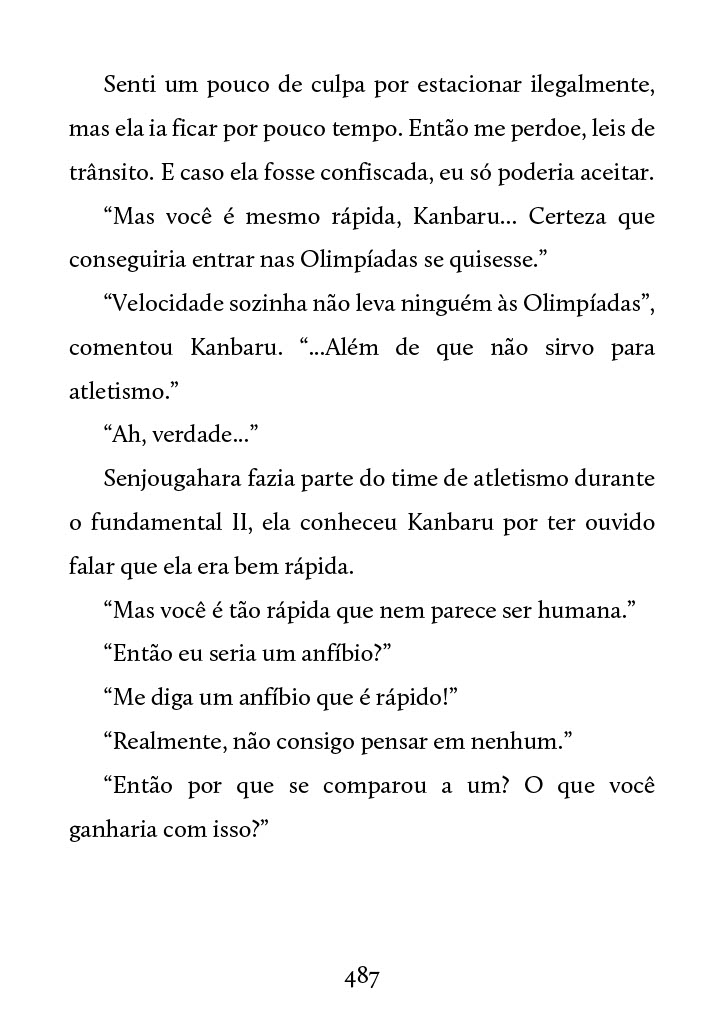 Senti um pouco de culpa por estacionar ilegalmente,
mas ela ia ficar por pouco tempo. Então me perdoe, leis de
trânsito. E caso ela fosse confiscada, eu só poderia aceitar.
“Mas você é mesmo rápida, Kanbaru... Certeza que
conseguiria entrar nas Olimpíadas se quisesse.”
“Velocidade sozinha não leva ninguém às Olimpíadas”,
comentou Kanbaru. “...Além de que não sirvo para
atletismo.”
“Ah, verdade...”
Senjougahara fazia parte do time de atletismo durante
o fundamental II, ela conheceu Kanbaru por ter ouvido
falar que ela era bem rápida.
“Mas você é tão rápida que nem parece ser humana.”
“Então eu seria um anfíbio?”
“Me diga um anfíbio que é rápido!”
“Realmente, não consigo pensar em nenhum.”
“Então por que se comparou a um? O que você
ganharia com isso?”
487